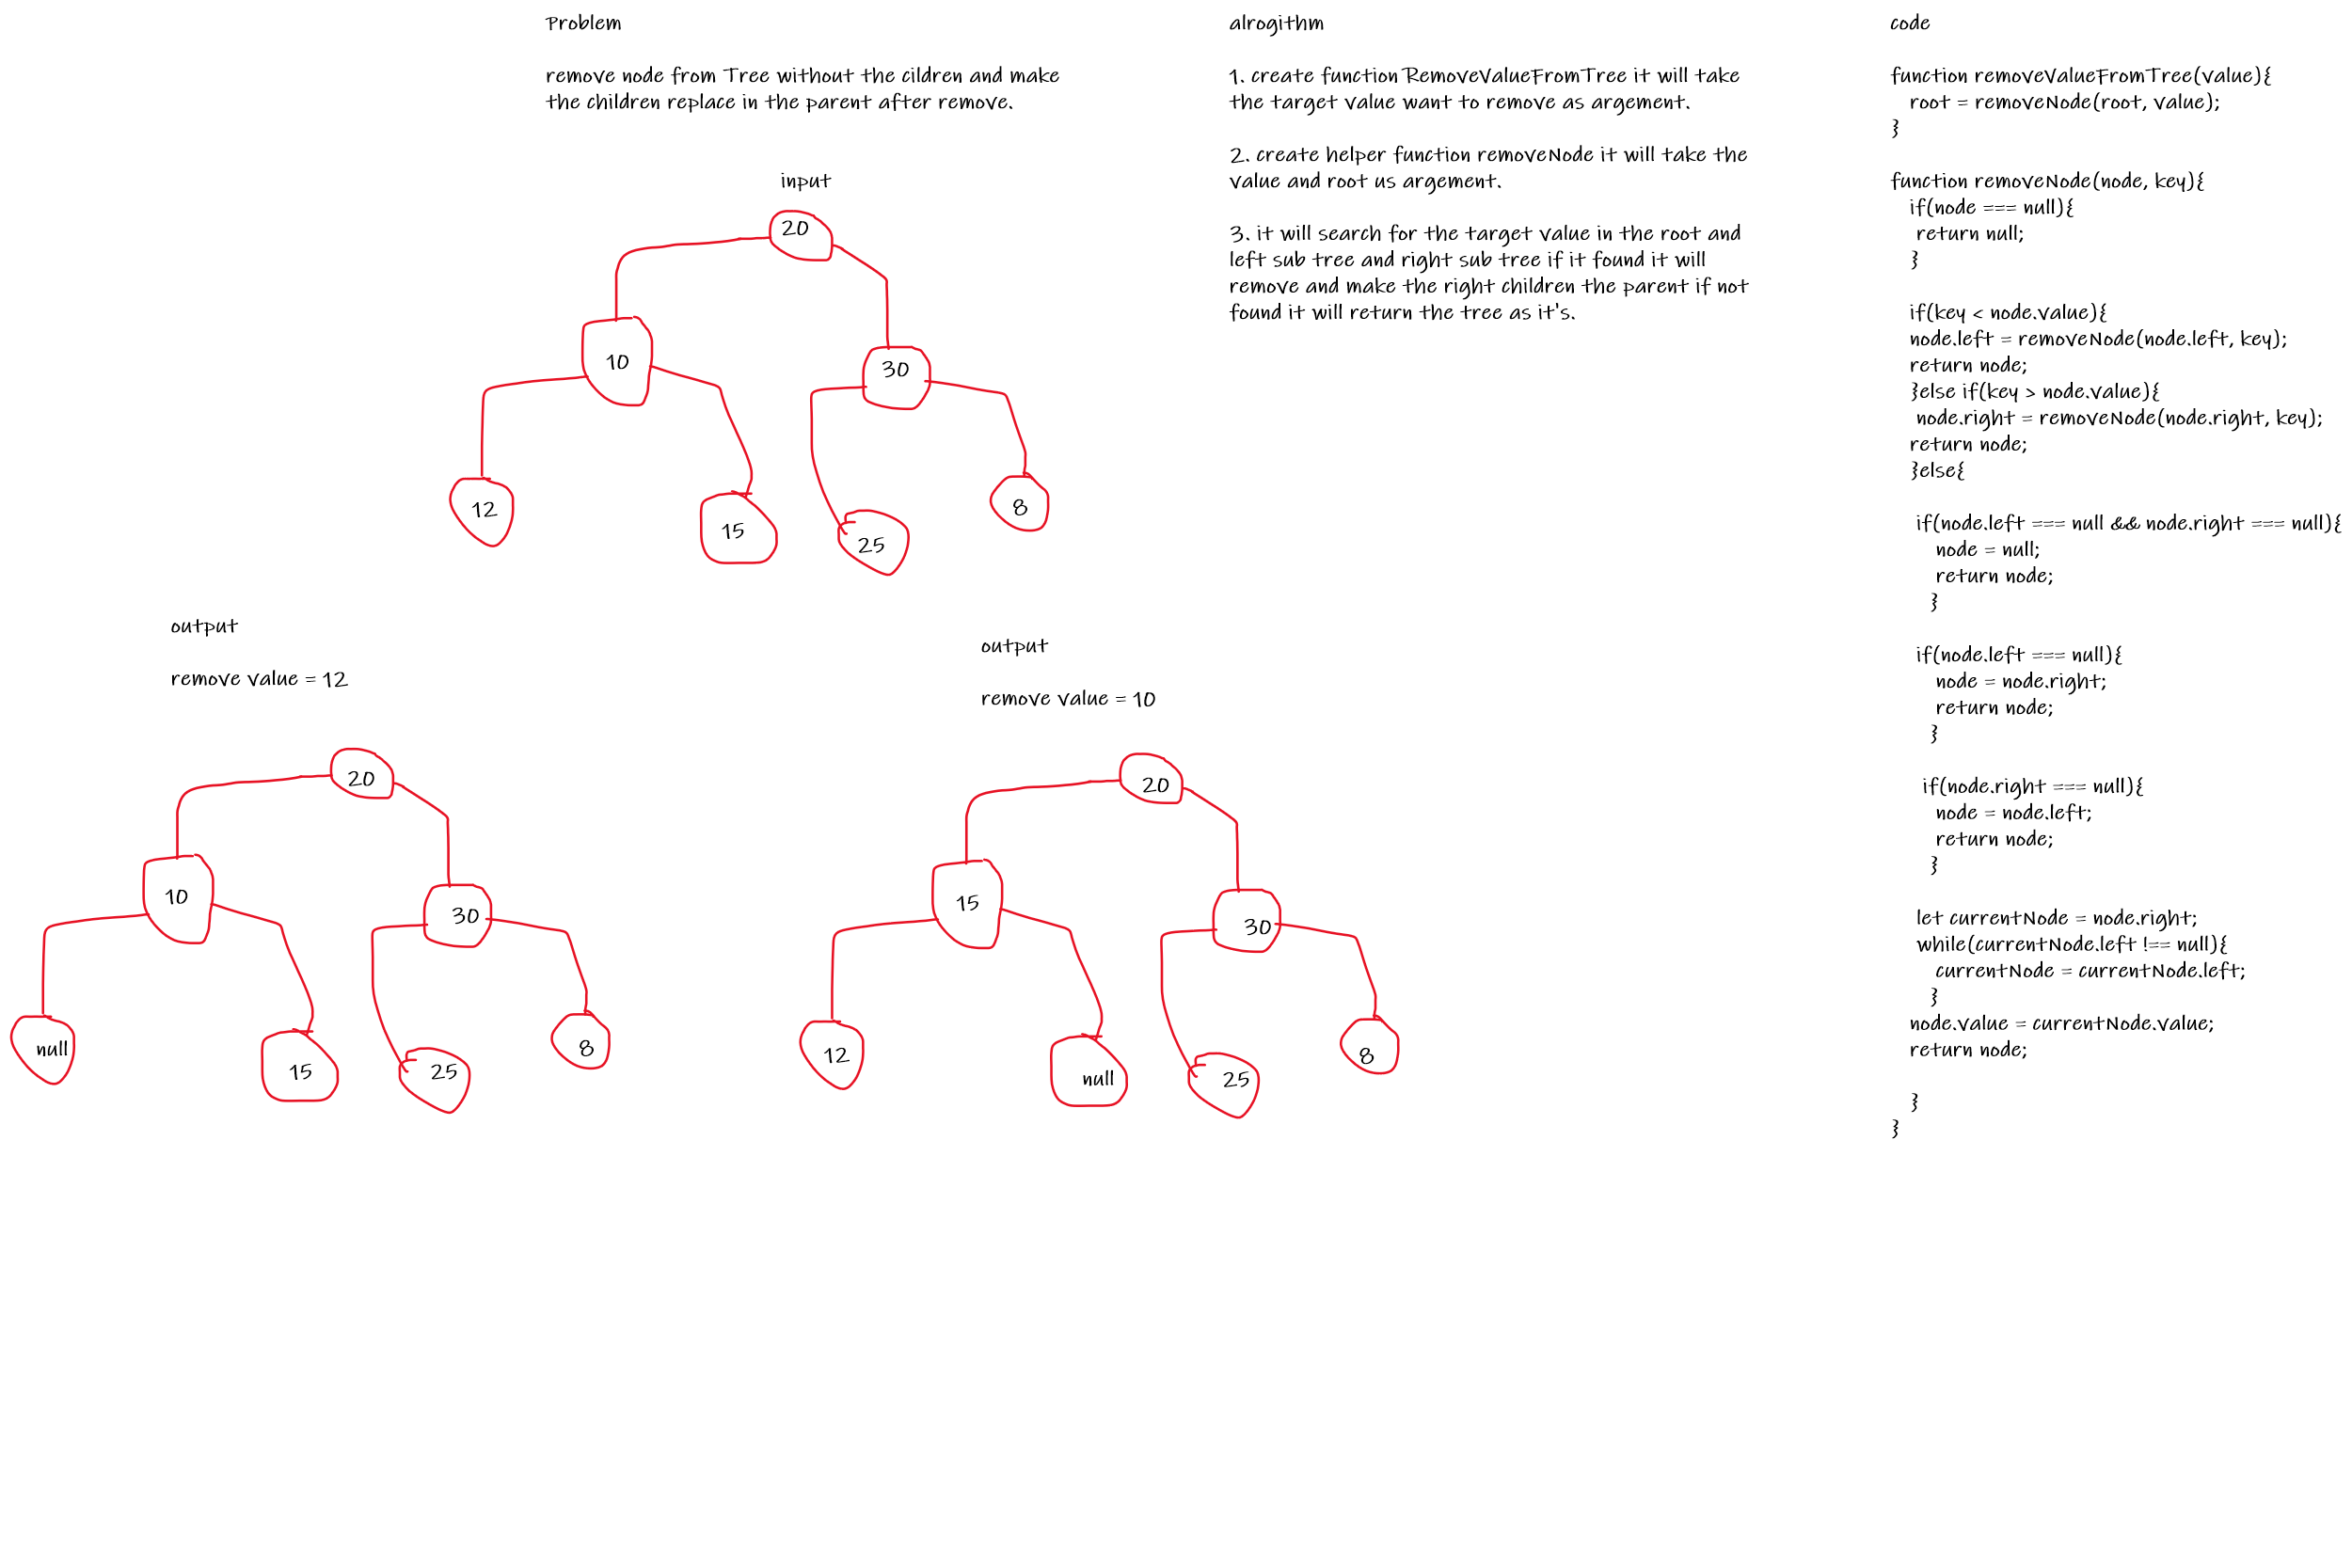 Problem
remove node from Tree without the cildren and make
the children replace in the parent after remove.
input
20
10
30
12
15
25
8
output
remove value = 12
20
10
30
null
15
25
8
output
remove value = 10
20
15
30
12
null
25
8
alrogithm
1. create function RemoveValueFromTree it will take
the target value want to remove as argement.
2. create helper function removeNode it will take the
value and root us argement.
3. it will search for the target value in the root and
left sub tree and right sub tree if it found it will
remove and make the right children the parent if not
found it will return the tree as it's.
code
function removeValueFromTree(value){
root = removeNode(root, value);
}
function removeNode(node, key){
if(node === null){
return null;
}
if(key < node.value){
node.left = removeNode(node.left, key);
return node;
}else if(key > node.value){
node.right = removeNode(node.right, key);
return node;
}else{
if(node.left === null && node.right === null){
node = null;
return node;
}
if(node.left === null){
node = node.right;
return node;
}
if(node.right === null){
node = node.left;
return node;
}
let currentNode = node.right;
while(currentNode.left !== null){
currentNode = currentNode.left;
}
node.value = currentNode.value;
return node;
}
}